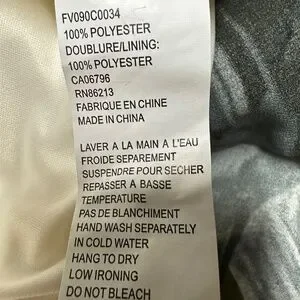 FV090C0034
100% POLYESTER
DOUBLURE/LINING:
100% POLYESTER
CA06796
RN86213
FABRIQUE EN CHINE
MADE IN CHINA
LAVER A LA MAIN A L'EAU
FROIDE SEPAREMENT
SUSPENDRE POUR SECHER
REPASSER A BASSE
TEMPERATURE
PAS DE BLANCHIMENT
HAND WASH SEPARATELY
IN COLD WATER
HANG TO DRY
LOW IRONING
DO NOT BLEACH